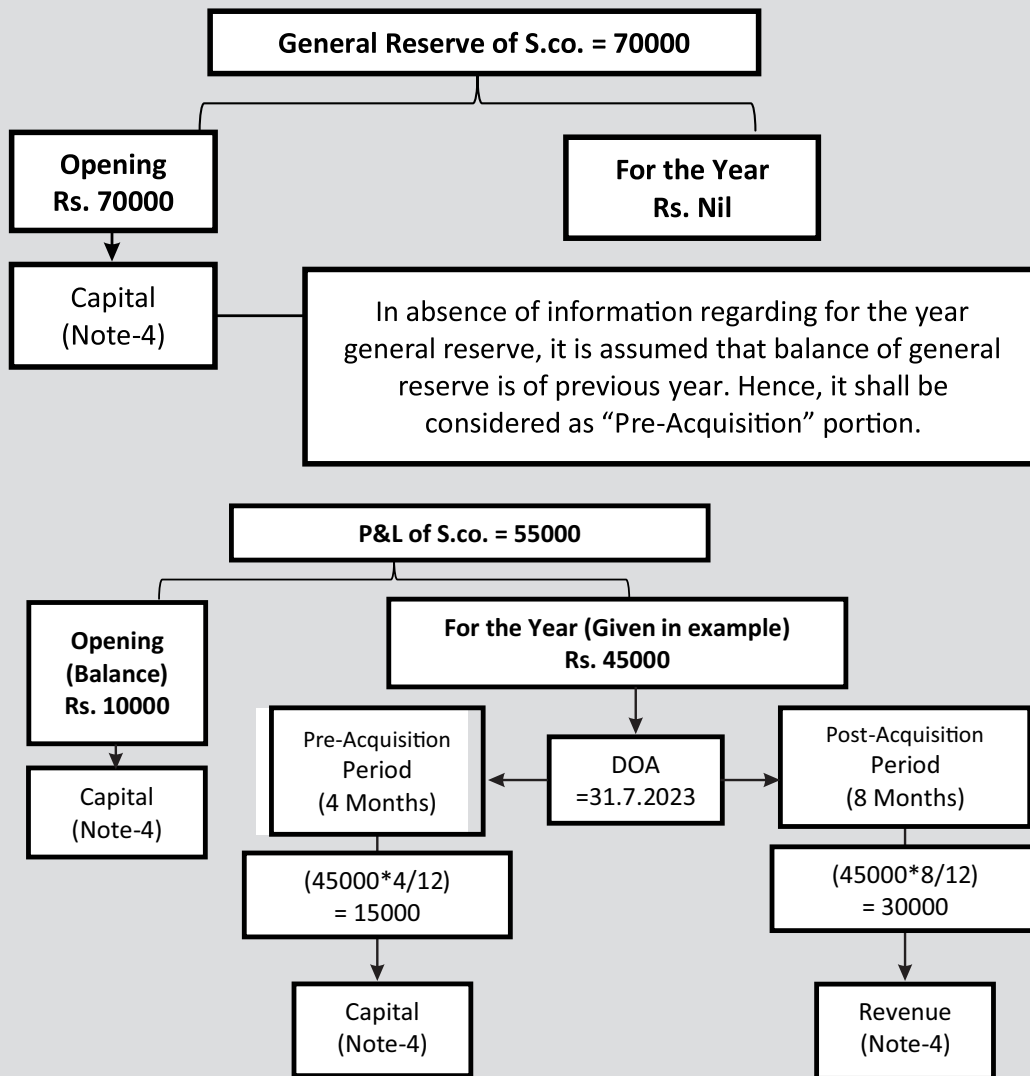 General Reserve of S.co. = 70000
Opening
Rs. 70000
For the Year
Rs. Nil
Capital
(Note-4)
In absence of information regarding for the year
general reserve, it is assumed that balance of general
reserve is of previous year. Hence, it shall be
considered as “Pre-Acquisition” portion.
P&L of S.co. = 55000
Opening
(Balance)
Rs. 10000
For the Year (Given in example)
Rs. 45000
Capital
(Note-4)
Pre-Acquisition
Period
(4 Months)
DOA
=31.7.2023
Post-Acquisition
Period
(8 Months)
(45000*4/12)
= 15000
(45000*8/12)
= 30000
Capital
(Note-4)
Revenue
(Note-4)